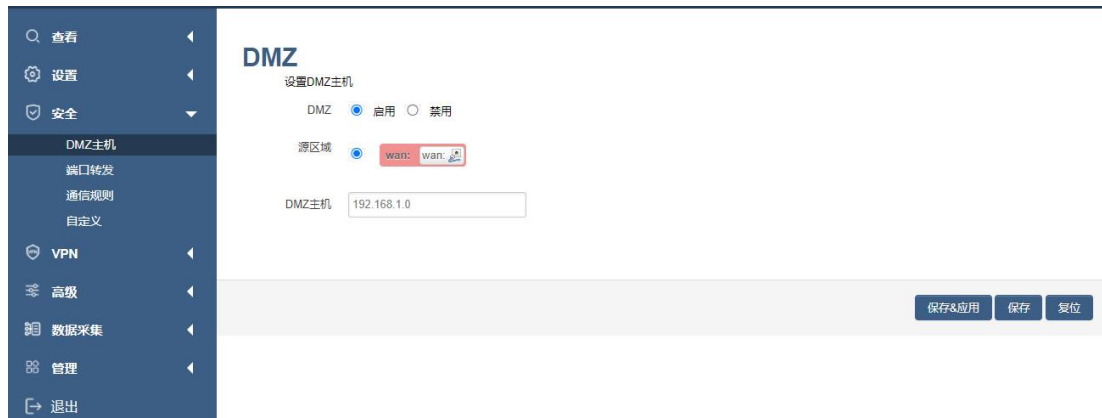 查看
设置
安全
DMZ主机
端口转发
通信规则
自定义
VPN
高级
数据采集
管理
退出
DMZ
设置DMZ主机
DMZ 启用 禁用
源区域 wan: wan:
DMZ主机 192.168.1.0
保存&应用 保存 复位